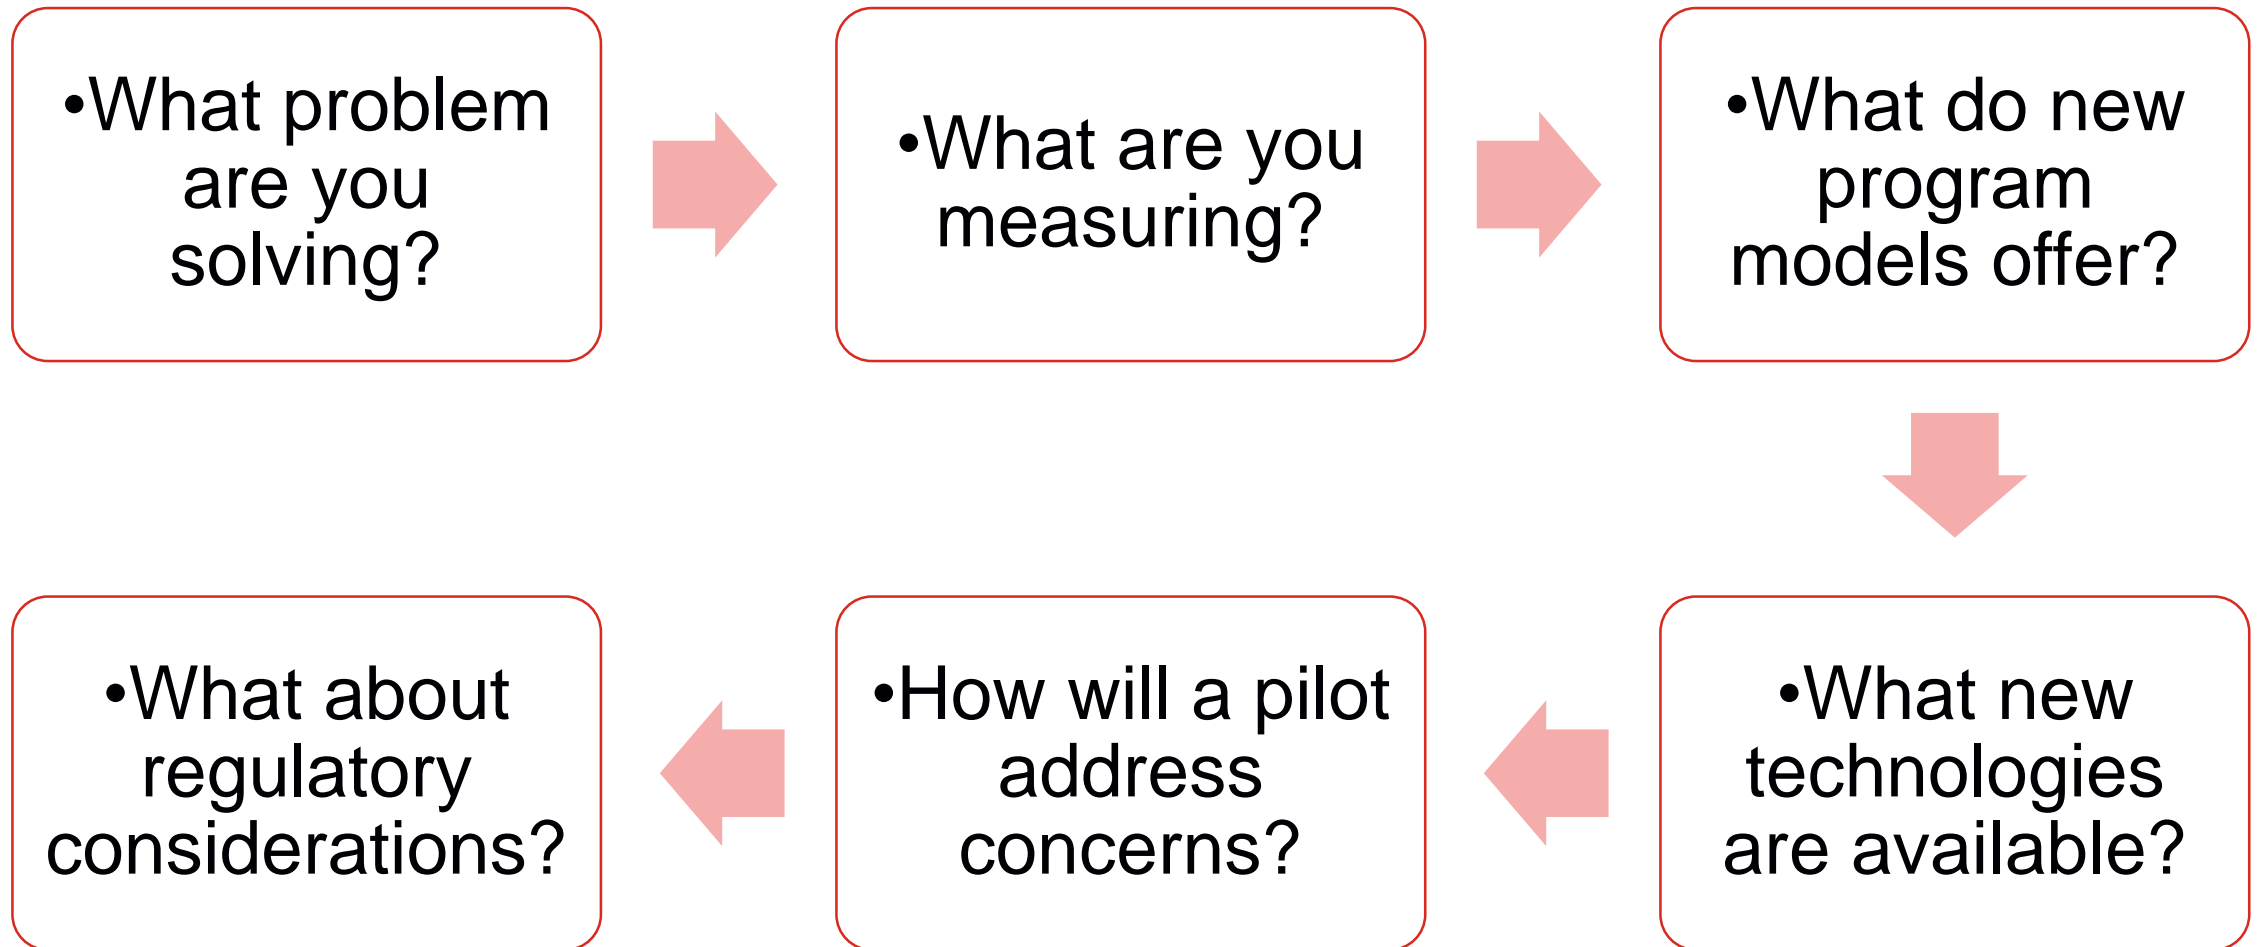 •What problem
are you
solving?
•What are you
measuring?
•What do new
program
models offer?
•What new
technologies
are available?
•How will a pilot
address
concerns?
•What about
regulatory
considerations?